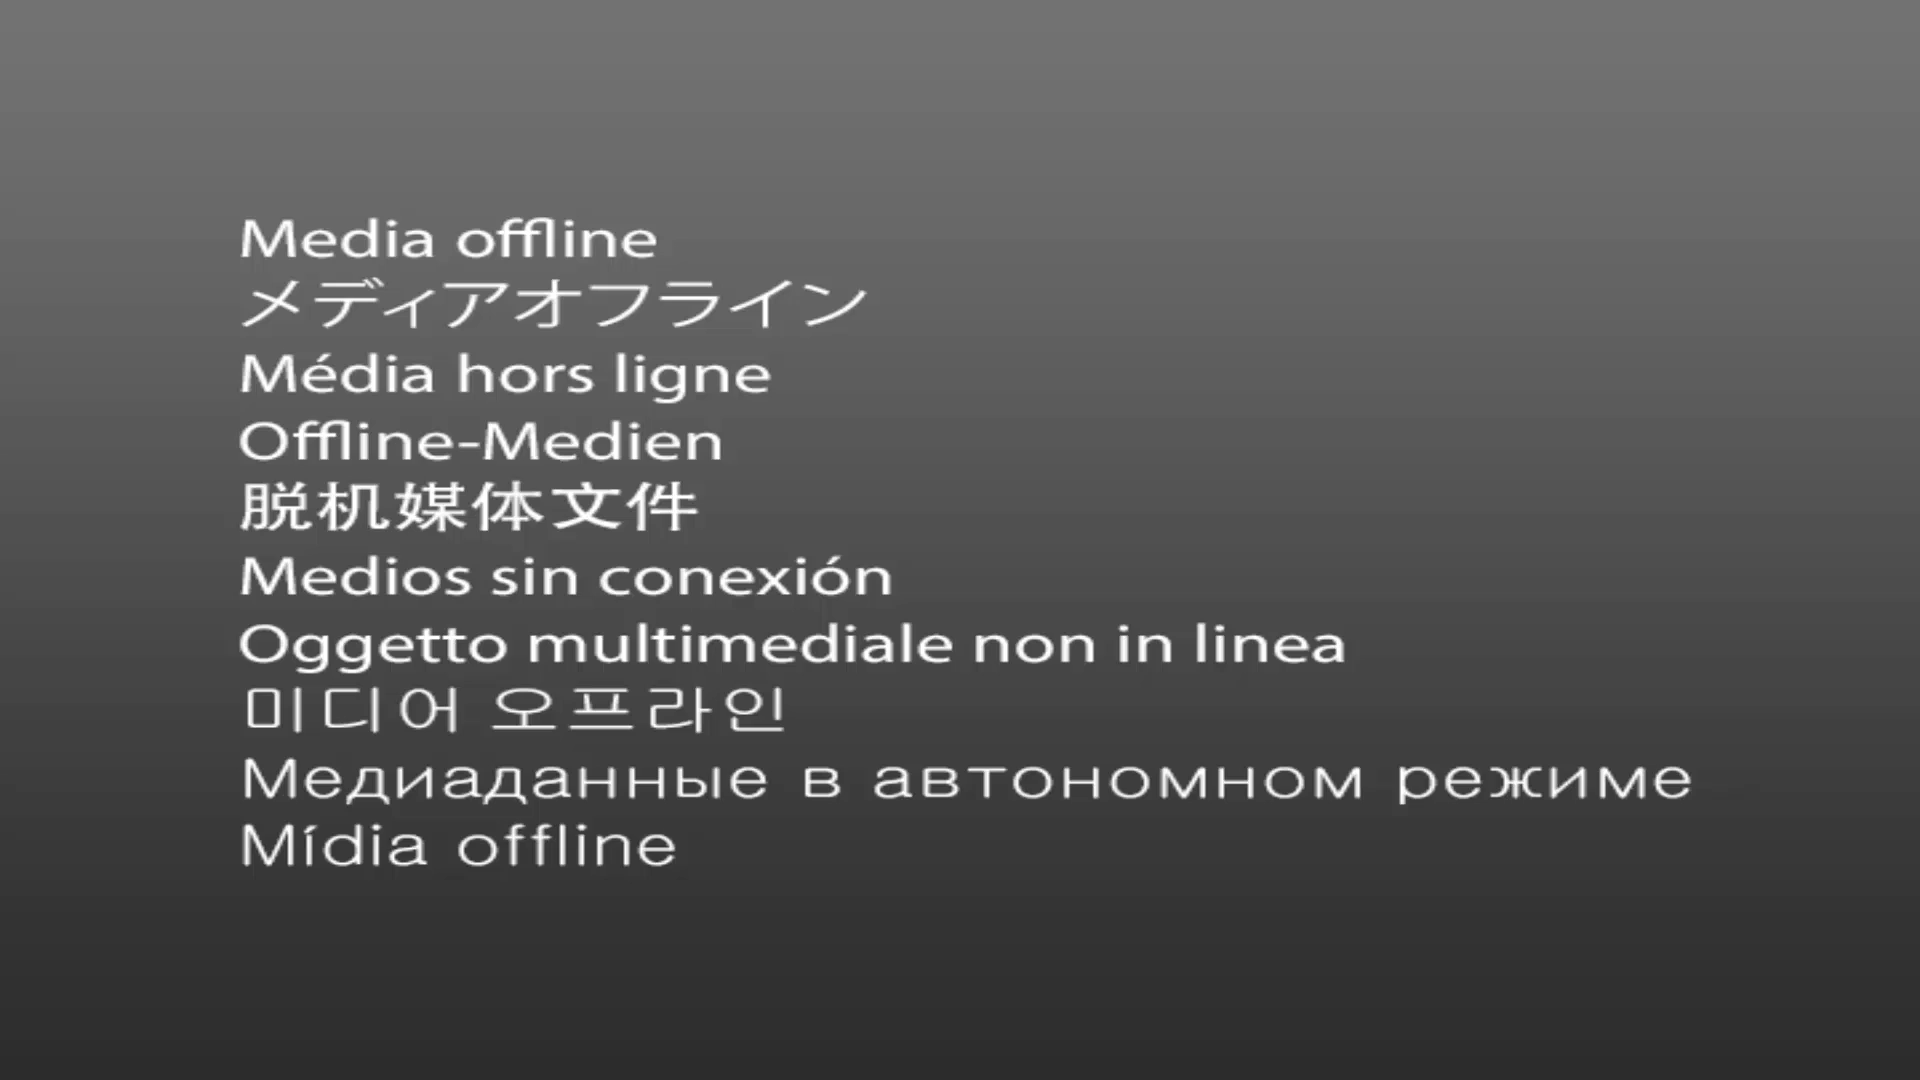 Media offline
メディアオフライン
Média hors ligne
Offline-Medien
脱机媒体文件
Medios sin conexión
Oggetto multimediale non in linea
미디어 오프라인
Медиаданные в автономном режиме
Mídia offline